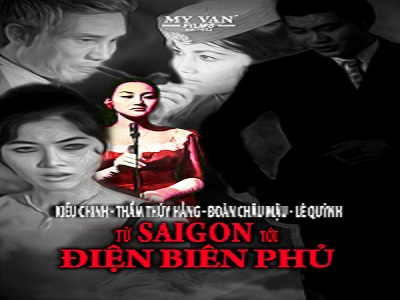 MY VAN
FILMS
KIỀU CHINH - THẨM THÚY HẰNG - ĐOÀN CHÂU MẬU - LÊ QUỲNH
TỪ SAIGON TỚI
ĐIỆN BIÊN PHỦ